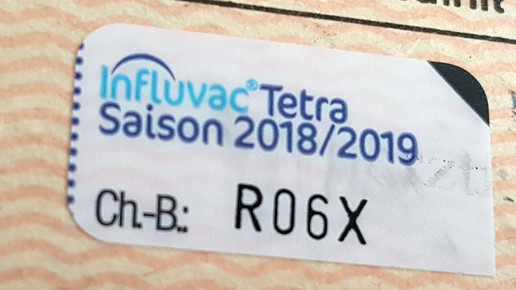 Influvac® Tetra
Saison 2018/2019
Ch.-B.: R06X